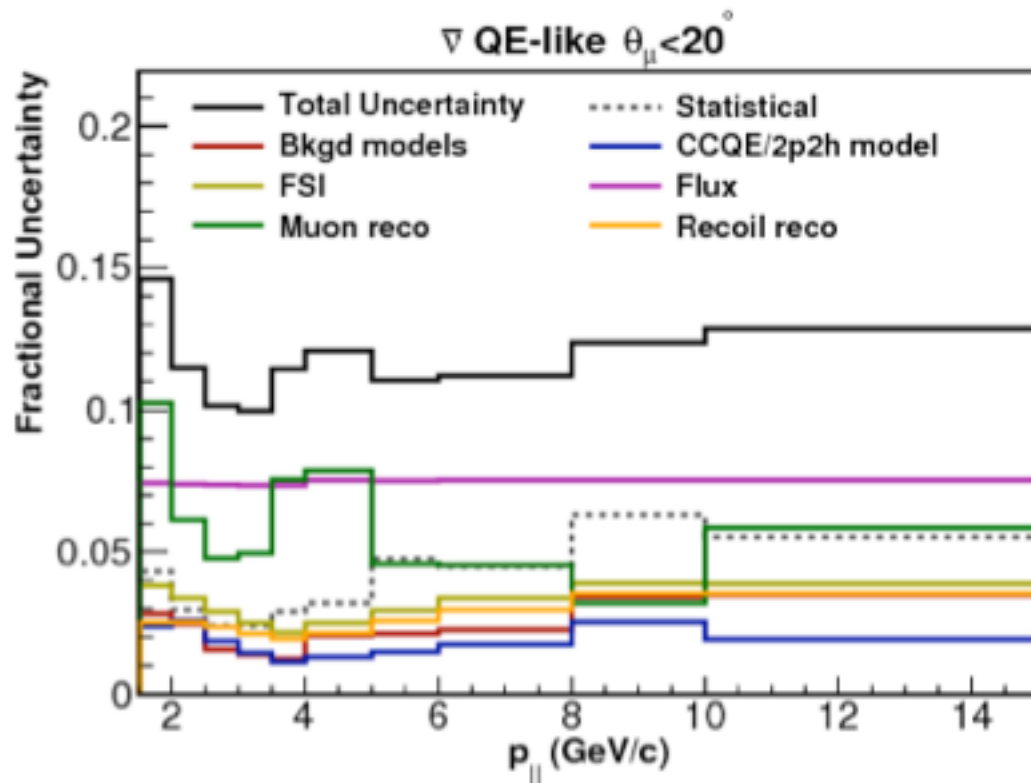 ∇ QE-like θμ<20°
Fractional Uncertainty
Total Uncertainty
Statistical
Bkgd models
CCQE/2p2h model
FSI
Flux
Muon reco
Recoil reco
0.2
0.15
0.1
0.05
0
2 4 6 8 10 12 14
p|| (GeV/c)